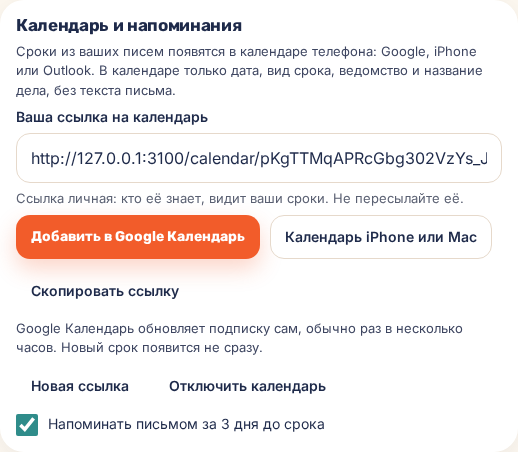 Календарь и напоминания
Сроки из ваших писем появятся в календаре телефона: Google, iPhone
или Outlook. В календаре только дата, вид срока, ведомство и название
дела, без текста письма.
Ваша ссылка на календарь
http://127.0.0.1:3100/calendar/pKgTTMqAPRcGbg302VzYs_J
Ссылка личная: кто её знает, видит ваши сроки. Не пересылайте её.
Добавить в Google Календарь
Календарь iPhone или Mac
Скопировать ссылку
Google Календарь обновляет подписку сам, обычно раз в несколько
часов. Новый срок появится не сразу.
Новая ссылка
Отключить календарь
Напоминать письмом за 3 дня до срока